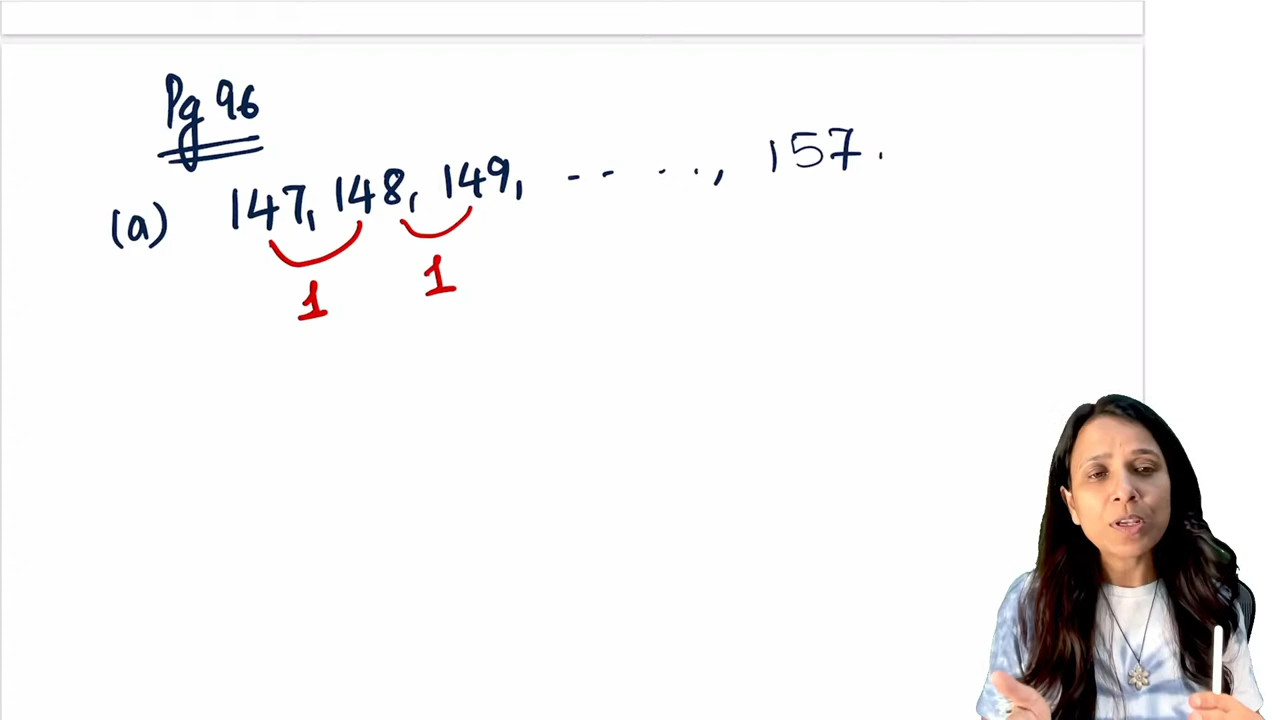 Pg 96
(a) 147, 148, 149, -- -- ..., 157.
1 1